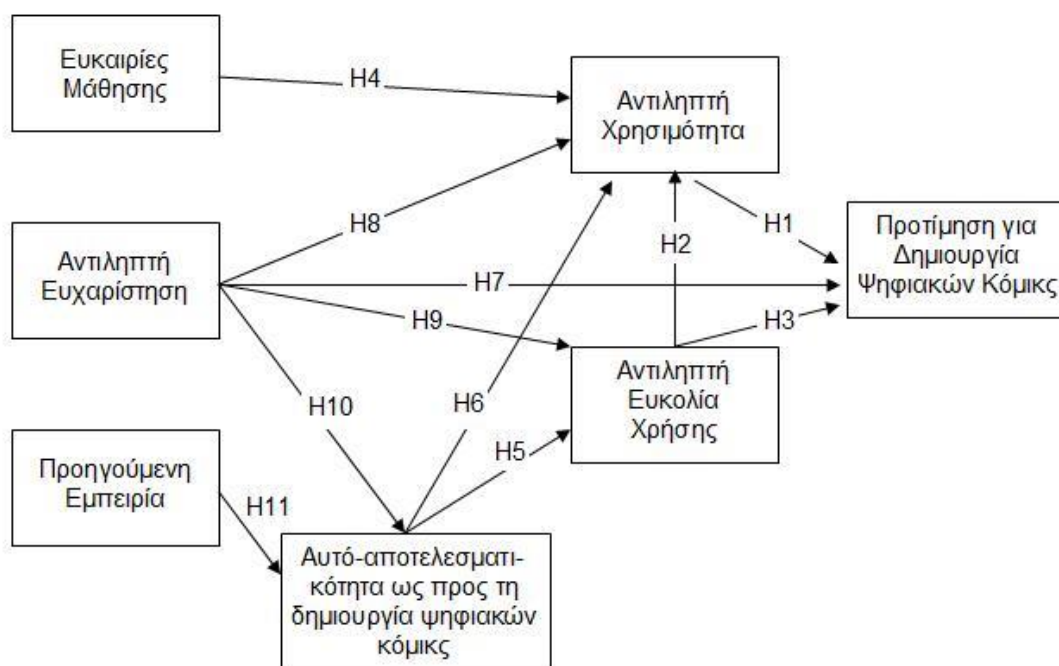 Ευκαιρίες
Μάθησης
H4
Αντιληπτή
Χρησιμότητα
H8
H2
H1
Προτίμηση για
Δημιουργία
Ψηφιακών Κόμικς
Αντιληπτή
Ευχαρίστηση
H7
H9
H3
Αντιληπτή
Ευκολία
Χρήσης
H10
H6
H5
Προηγούμενη
Εμπειρία
H11
Αυτό-αποτελεσματι-
κότητα ως προς τη
δημιουργία ψηφιακών
κόμικς